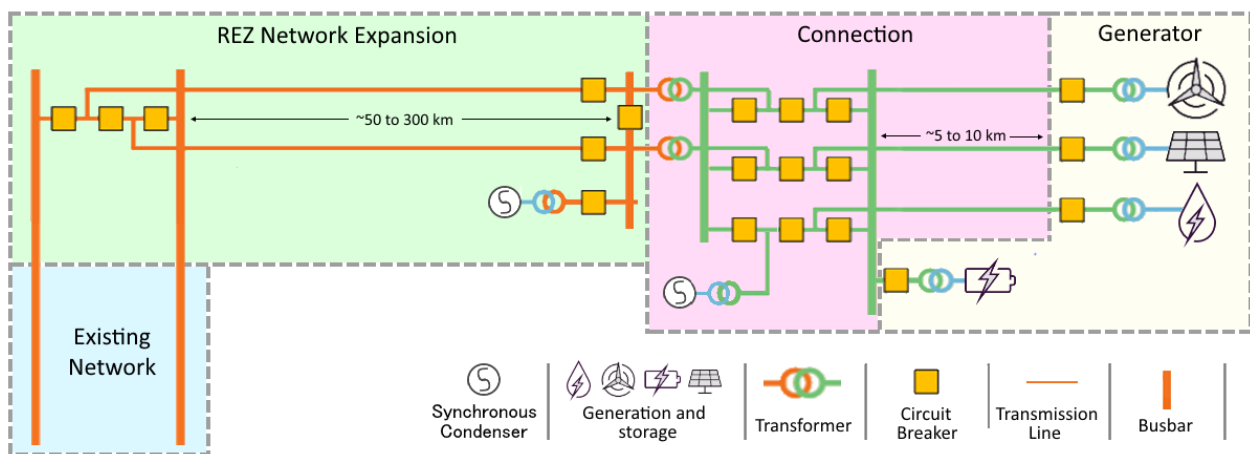 REZ Network Expansion
Connection
Generator
~50 to 300 km
~5 to 10 km
Existing
Network
Synchronous
Condenser
Generation and
storage
Transformer
Circuit
Breaker
Transmission
Line
Busbar